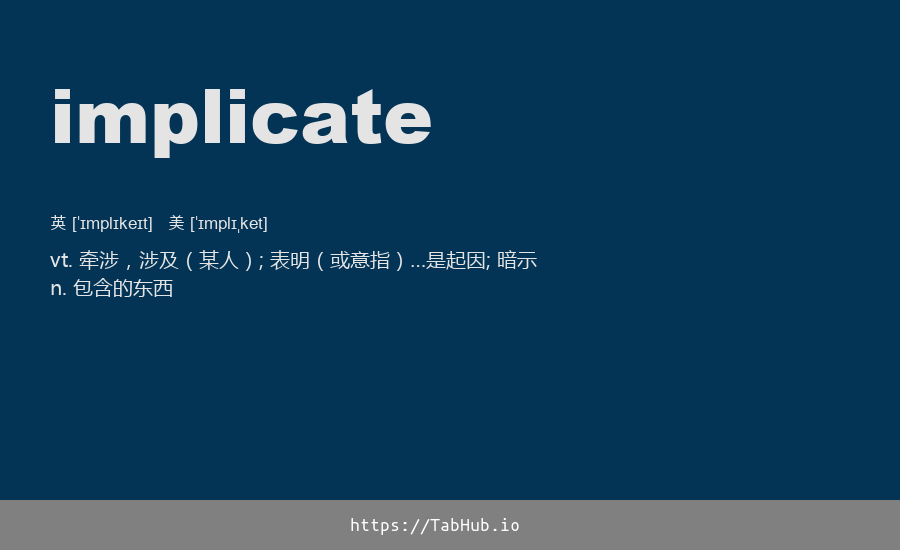 implicate
英 [ˈɪmplɪkeɪt] 美 [ˈɪmplɪˌket]
vt. 牵涉，涉及（某人）; 表明（或意指）...是起因; 暗示
n. 包含的东西
https://TabHub.io